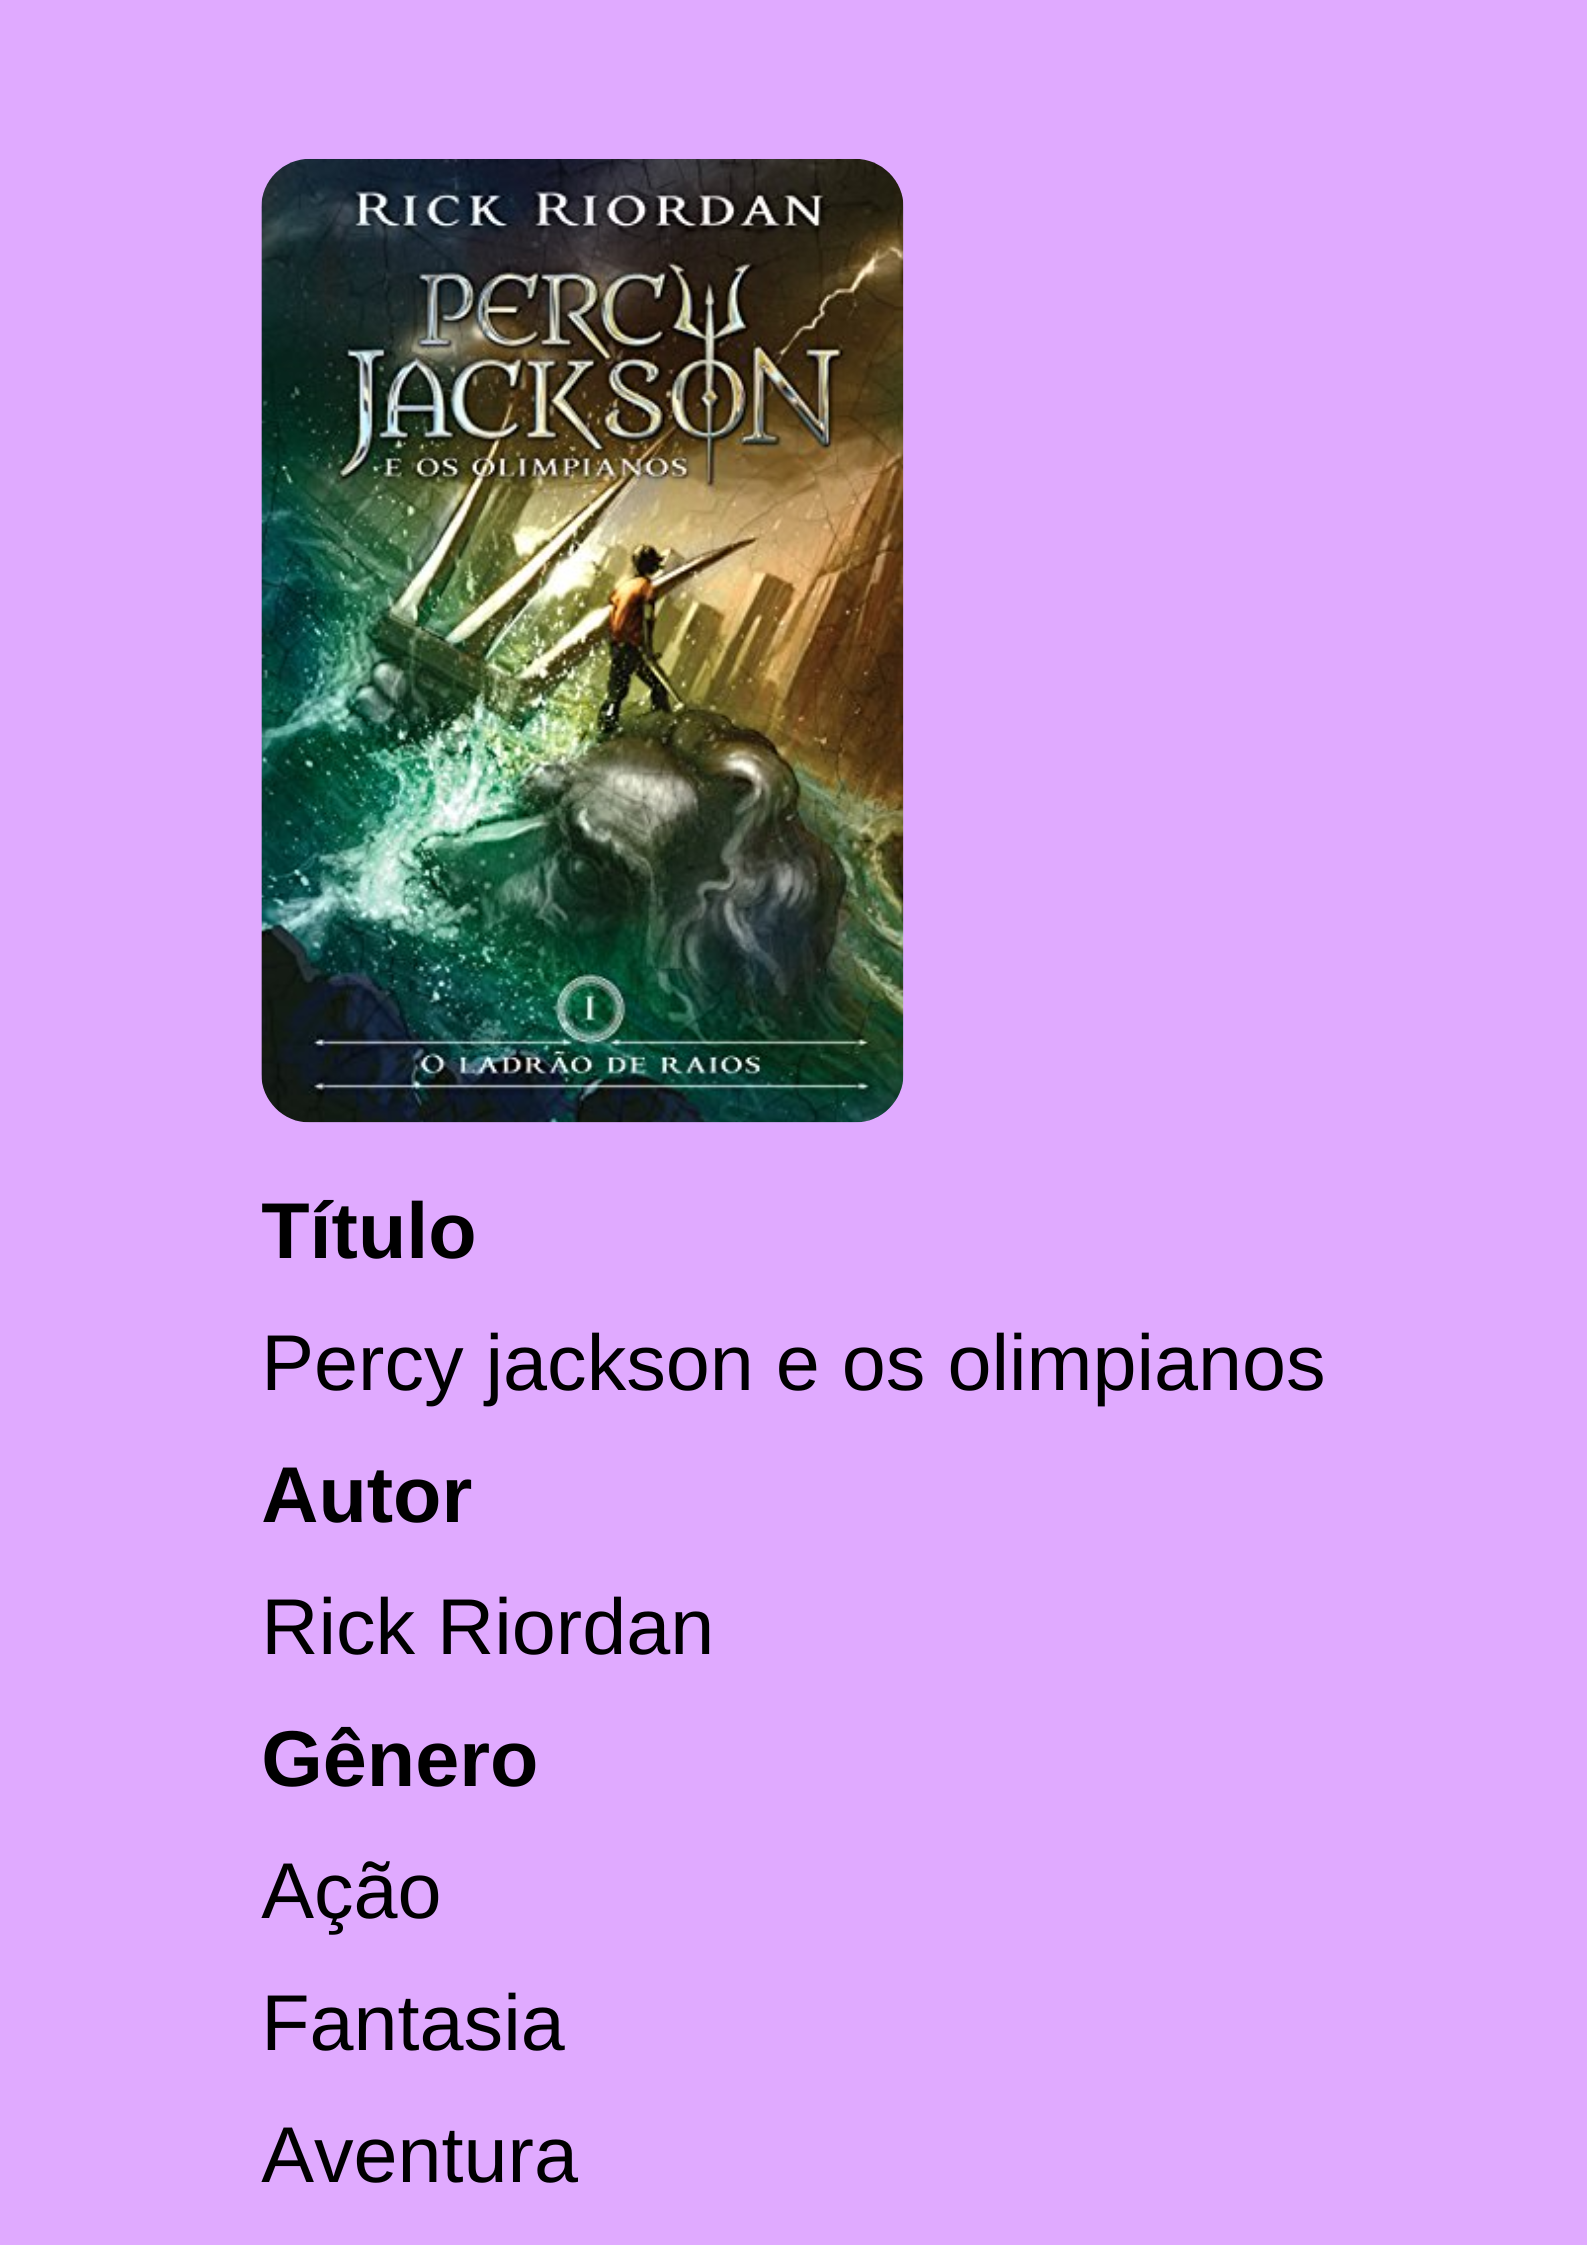 RICK RIORDAN
PERCY
JACKSON
E OS OLIMPIANOS
I
O LADRÃO DE RAIOS
Título
Percy jackson e os olimpianos
Autor
Rick Riordan
Gênero
Ação
Fantasia
Aventura